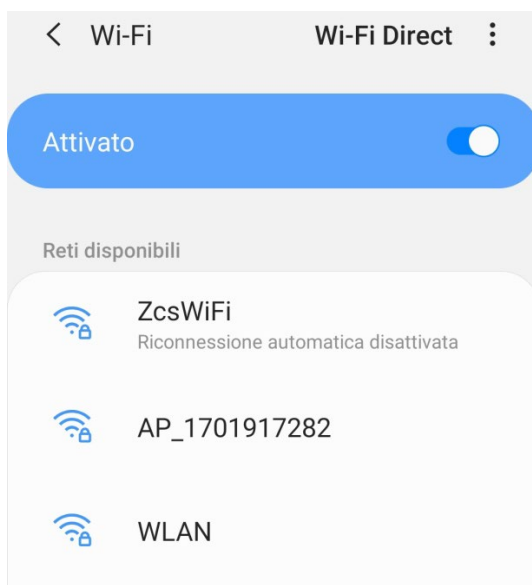 Wi-Fi Wi-Fi Direct
Attivato
Reti disponibili
ZcsWiFi
Riconnessione automatica disattivata
AP_1701917282
WLAN